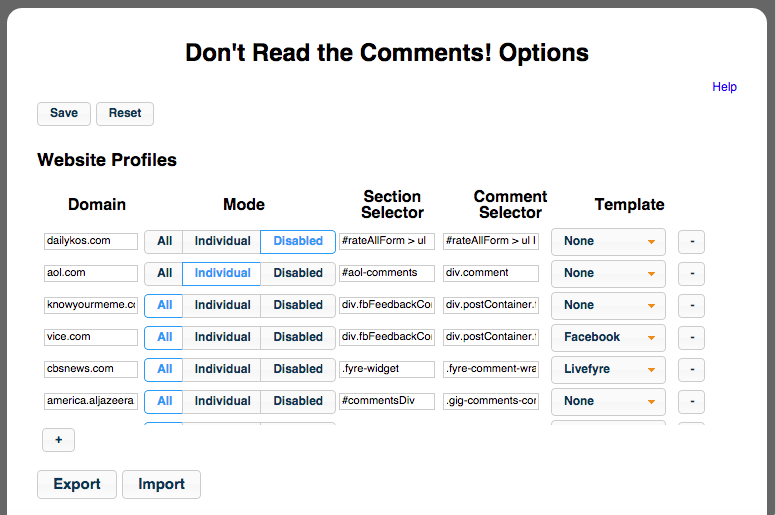 Don't Read the Comments! Options
Help
Save Reset
Website Profiles
Domain Mode Section Selector Comment Selector Template
dailykos.com All Individual Disabled #rateAllForm > ul #rateAllForm > ul l None -
aol.com All Individual Disabled #aol-comments div.comment None -
knowyourmeme.co All Individual Disabled div.fbFeedbackCon div.postContainer. None -
vice.com All Individual Disabled div.fbFeedbackCon div.postContainer. Facebook -
cbsnews.com All Individual Disabled .fyre-widget .fyre-comment-wra Livefyre -
america.aljazeera All Individual Disabled #commentsDiv .gig-comments-con None -
+
Export Import